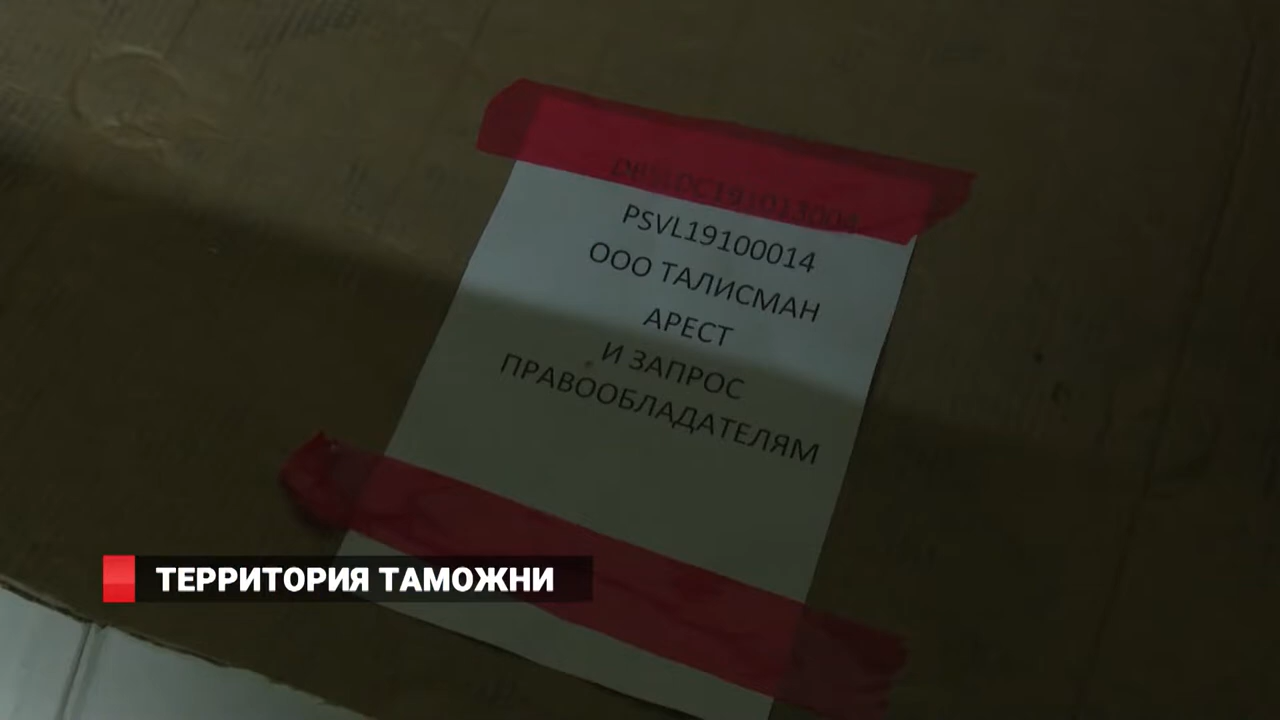 PSVL19100014
ООО ТАЛИСМАН
АРЕСТ
И ЗАПРОС
ПРАВООБЛАДАТЕЛЯМ
ТЕРРИТОРИЯ ТАМОЖНИ